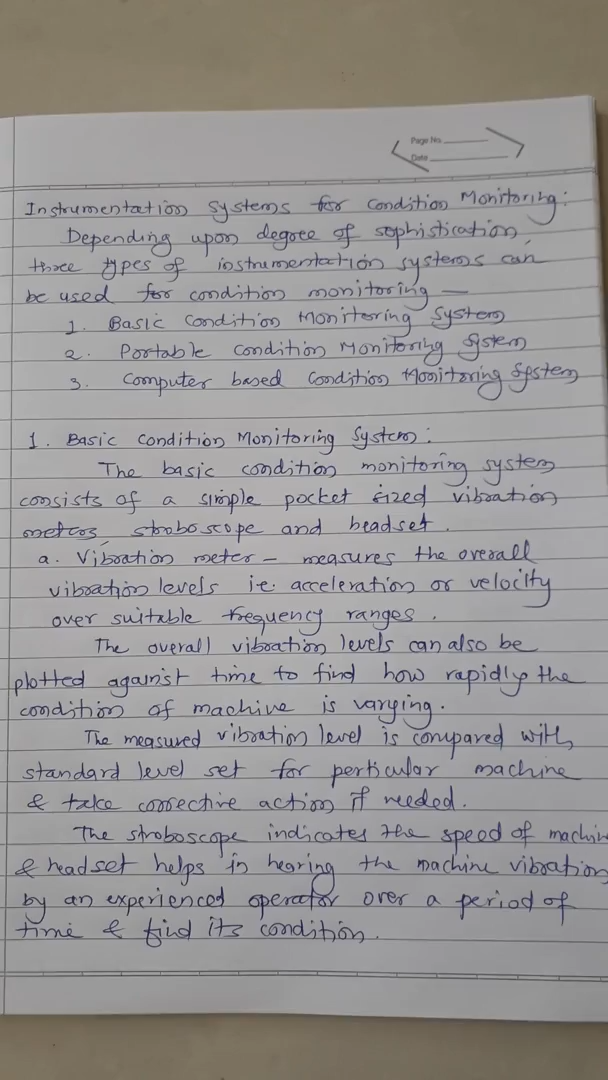 Page No.
Date
Instrumentation systems for condition Monitoring:
Depending upon degree of sophistication,
three types of instrumentation systems can
be used for condition monitoring —
1. Basic Condition Monitoring System
2. Portable Condition Monitoring System
3. Computer based Condition Monitoring System
1. Basic Condition Monitoring System:
The basic condition monitoring system
consists of a simple pocket sized vibration
meter, stroboscope and headset.
a. Vibration meter – measures the overall
vibration levels ie. acceleration or velocity
over suitable frequency ranges.
The overall vibration levels can also be
plotted against time to find how rapidly the
condition of machine is varying.
The measured vibration level is compared with
standard level set for perticular machine
& take corrective action if needed.
The stroboscope indicates the speed of machine
& headset helps in hearing the machine vibration
by an experienced operator over a period of
time & find its condition.